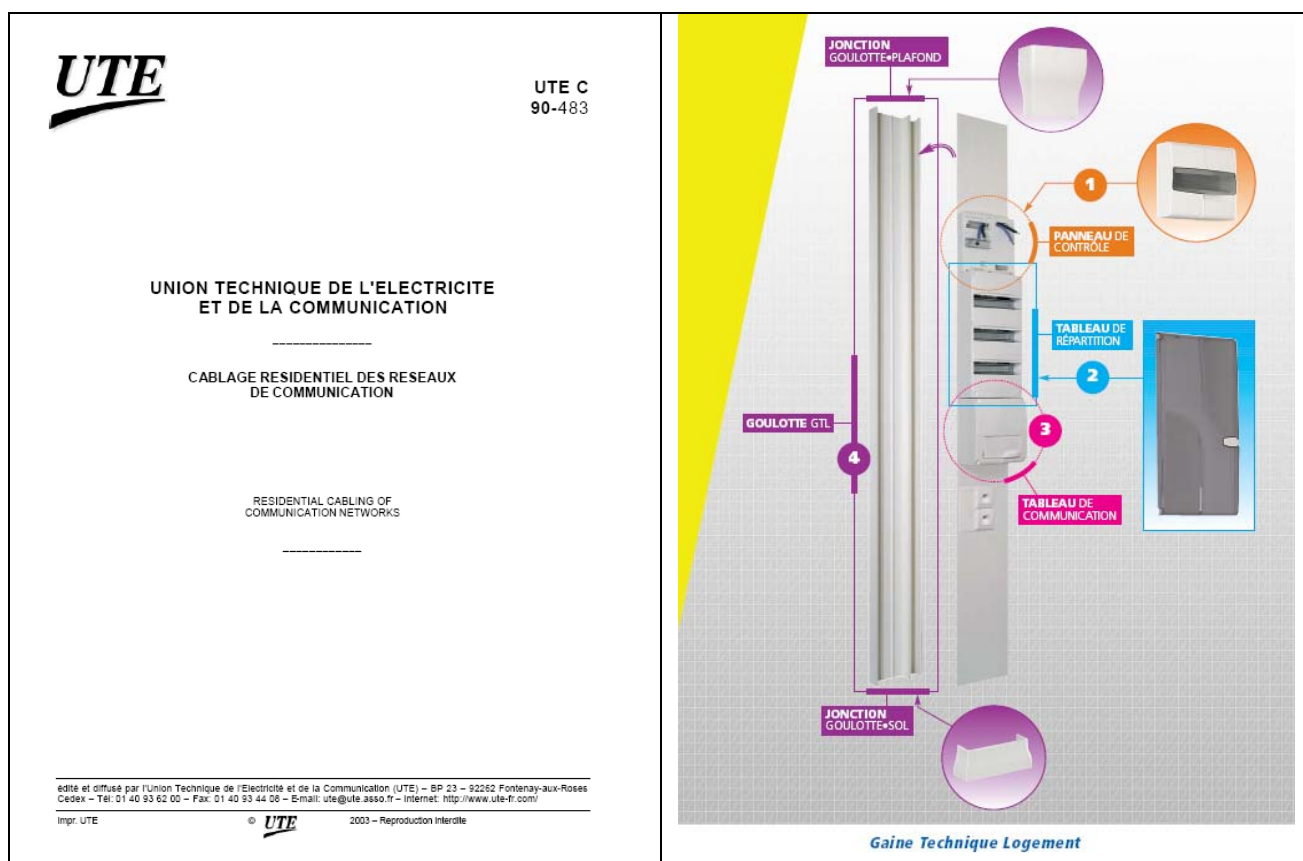 UTE
UTE C
90-483
UNION TECHNIQUE DE L'ELECTRICITE
ET DE LA COMMUNICATION
CABLAGE RESIDENTIEL DES RESEAUX
DE COMMUNICATION
RESIDENTIAL CABLING OF
COMMUNICATION NETWORKS
édité et diffusé par l'Union Technique de l'Electricité et de la Communication (UTE) – BP 23 – 92262 Fontenay-aux-Roses
Cedex – Tél: 01 40 93 62 00 – Fax: 01 40 93 44 08 – E-mail: ute@ute.asso.fr – Internet: http://www.ute-fr.com/
Impr. UTE
© UTE
2003 – Reproduction Interdite
JONCTION
GOULOTTE•PLAFOND
1
PANNEAU DE
CONTRÔLE
TABLEAU DE
RÉPARTITION
2
GOULOTTE GTL
4
3
TABLEAU DE
COMMUNICATION
JONCTION
GOULOTTE•SOL
Gaine Technique Logement